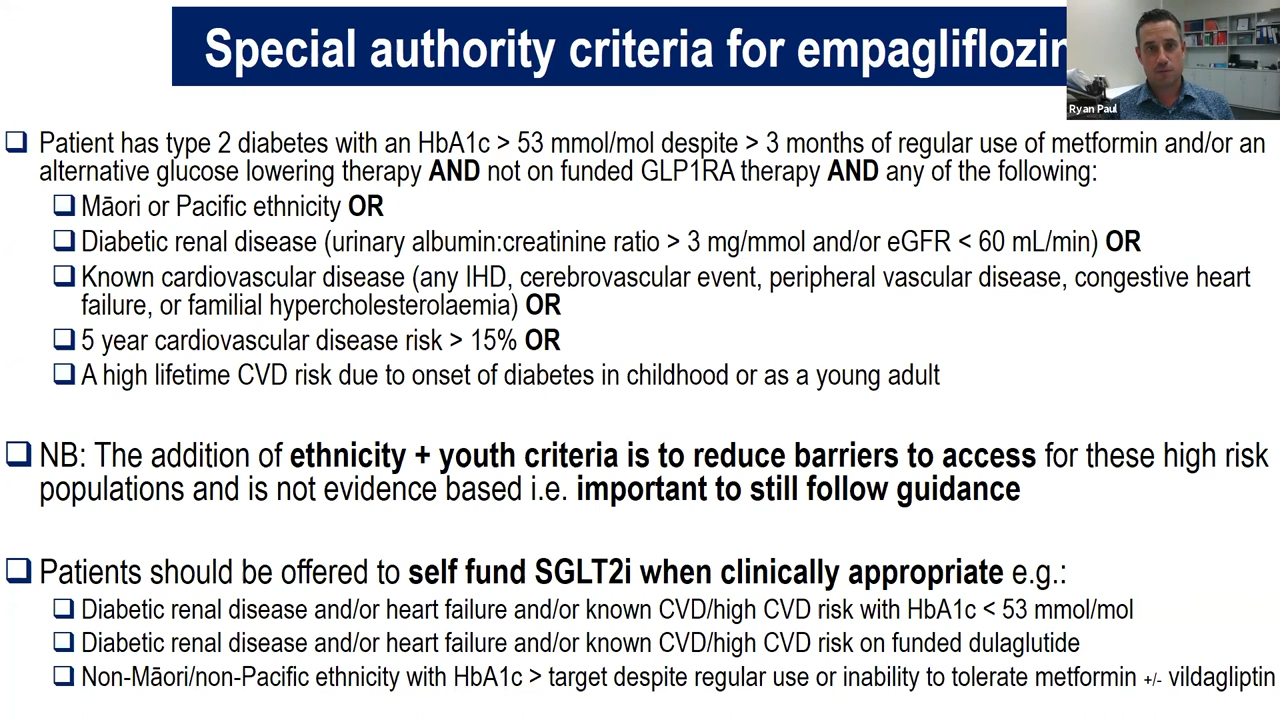 Special authority criteria for empagliflozin
Ryan Paul
Patient has type 2 diabetes with an HbA1c > 53 mmol/mol despite > 3 months of regular use of metformin and/or an
alternative glucose lowering therapy AND not on funded GLP1RA therapy AND any of the following:
Māori or Pacific ethnicity OR
Diabetic renal disease (urinary albumin:creatinine ratio > 3 mg/mmol and/or eGFR < 60 mL/min) OR
Known cardiovascular disease (any IHD, cerebrovascular event, peripheral vascular disease, congestive heart
failure, or familial hypercholesterolaemia) OR
5 year cardiovascular disease risk > 15% OR
A high lifetime CVD risk due to onset of diabetes in childhood or as a young adult
NB: The addition of ethnicity + youth criteria is to reduce barriers to access for these high risk
populations and is not evidence based i.e. important to still follow guidance
Patients should be offered to self fund SGLT2i when clinically appropriate e.g.:
Diabetic renal disease and/or heart failure and/or known CVD/high CVD risk with HbA1c < 53 mmol/mol
Diabetic renal disease and/or heart failure and/or known CVD/high CVD risk on funded dulaglutide
Non-Māori/non-Pacific ethnicity with HbA1c > target despite regular use or inability to tolerate metformin +/- vildagliptin